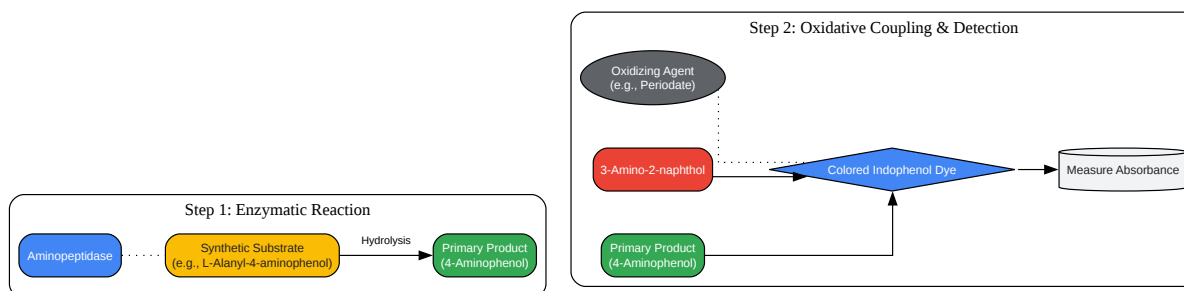 Step 1: Enzymatic Reaction
Aminopeptidase
Synthetic Substrate
(e.g., L-Alanyl-4-aminophenol)
Hydrolysis
Primary Product
(4-Aminophenol)
Step 2: Oxidative Coupling & Detection
Oxidizing Agent
(e.g., Periodate)
3-Amino-2-naphthol
Colored Indophenol Dye
Measure Absorbance
Primary Product
(4-Aminophenol)